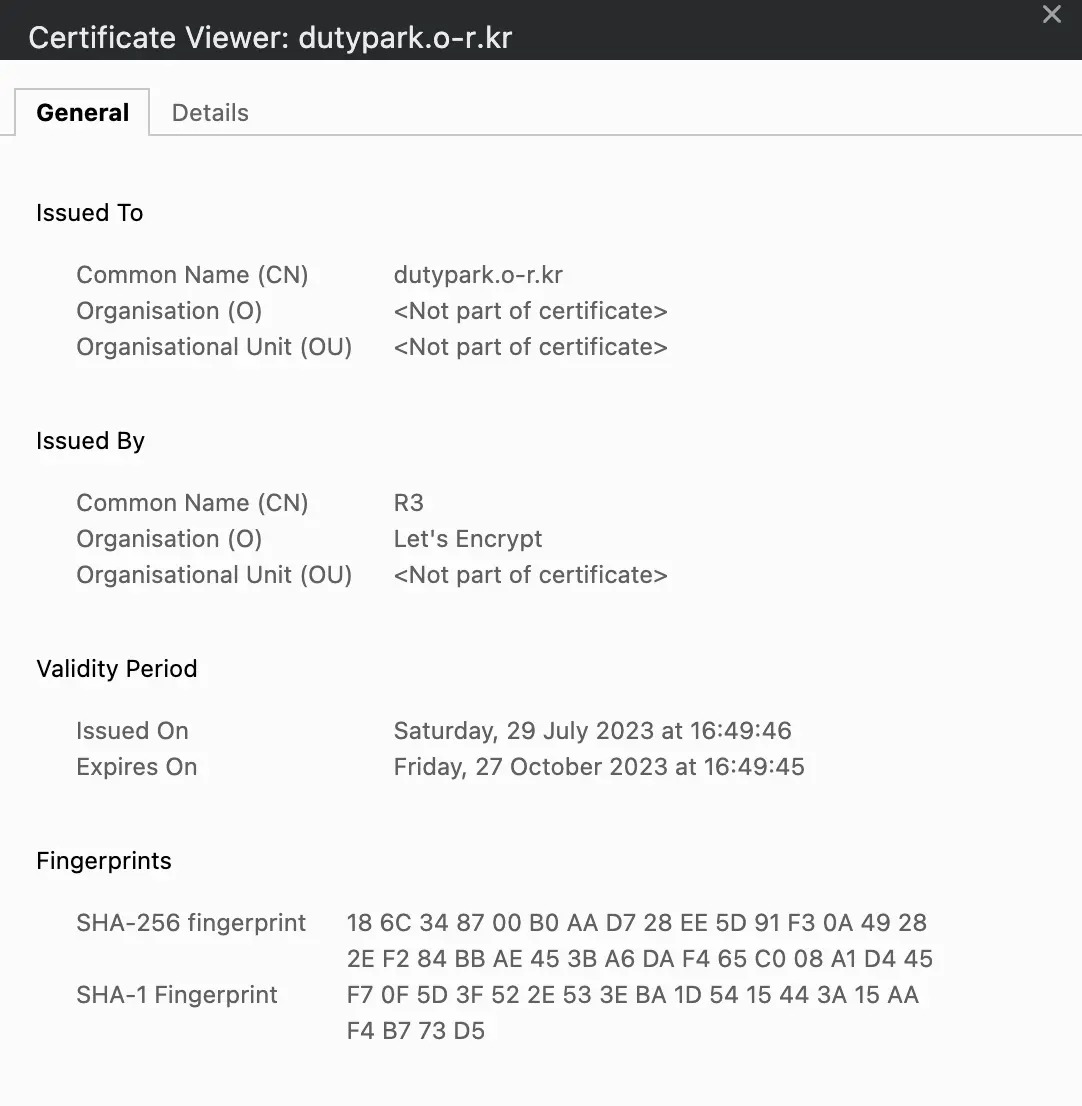 Certificate Viewer: dutypark.o-r.kr
General Details
Issued To
Common Name (CN) dutypark.o-r.kr
Organisation (O) <Not part of certificate>
Organisational Unit (OU) <Not part of certificate>
Issued By
Common Name (CN) R3
Organisation (O) Let's Encrypt
Organisational Unit (OU) <Not part of certificate>
Validity Period
Issued On Saturday, 29 July 2023 at 16:49:46
Expires On Friday, 27 October 2023 at 16:49:45
Fingerprints
SHA-256 fingerprint 18 6C 34 87 00 B0 AA D7 28 EE 5D 91 F3 0A 49 28
2E F2 84 BB AE 45 3B A6 DA F4 65 C0 08 A1 D4 45
SHA-1 Fingerprint F7 0F 5D 3F 52 2E 53 3E BA 1D 54 15 44 3A 15 AA
F4 B7 73 D5